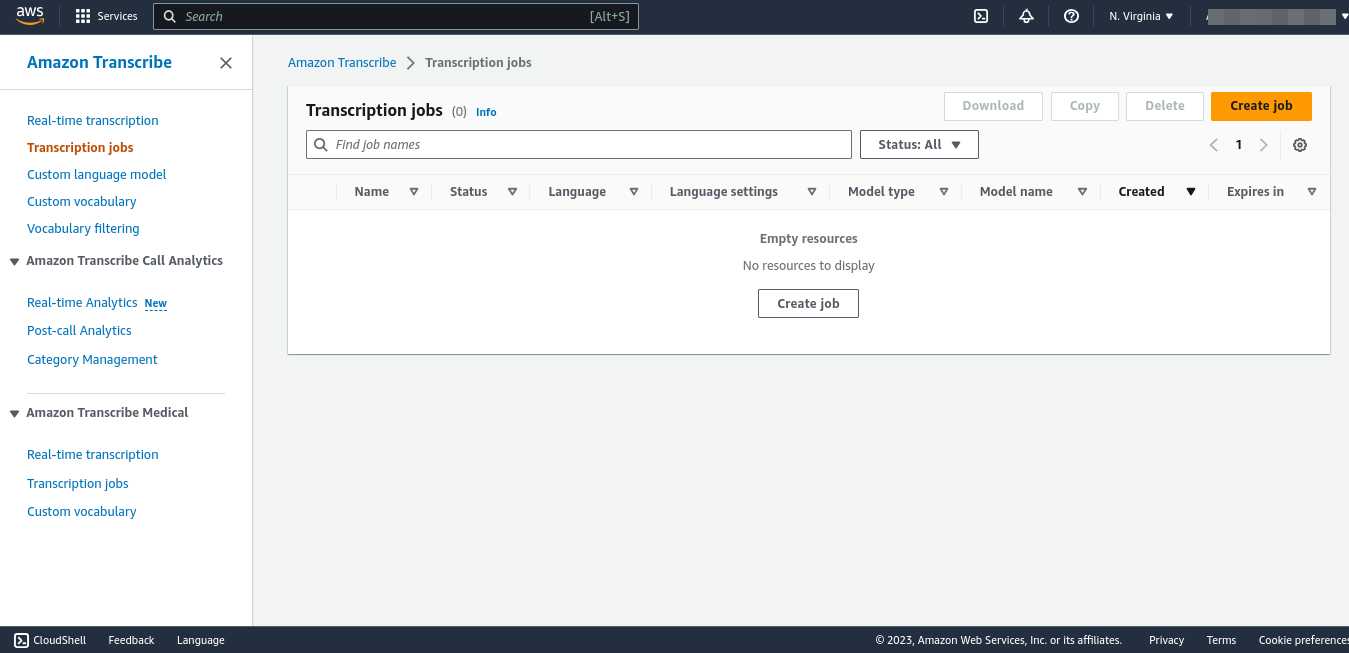 aws Services Search [Alt+S] N. Virginia
Amazon Transcribe
Real-time transcription
Transcription jobs
Custom language model
Custom vocabulary
Vocabulary filtering
Amazon Transcribe Call Analytics
Real-time Analytics New
Post-call Analytics
Category Management
Amazon Transcribe Medical
Real-time transcription
Transcription jobs
Custom vocabulary
Amazon Transcribe Transcription jobs
Transcription jobs (0) Info Download Copy Delete Create job
Find job names Status: All 1
Name Status Language Language settings Model type Model name Created Expires in
Empty resources
No resources to display
Create job
CloudShell Feedback Language © 2023, Amazon Web Services, Inc. or its affiliates. Privacy Terms Cookie preferences